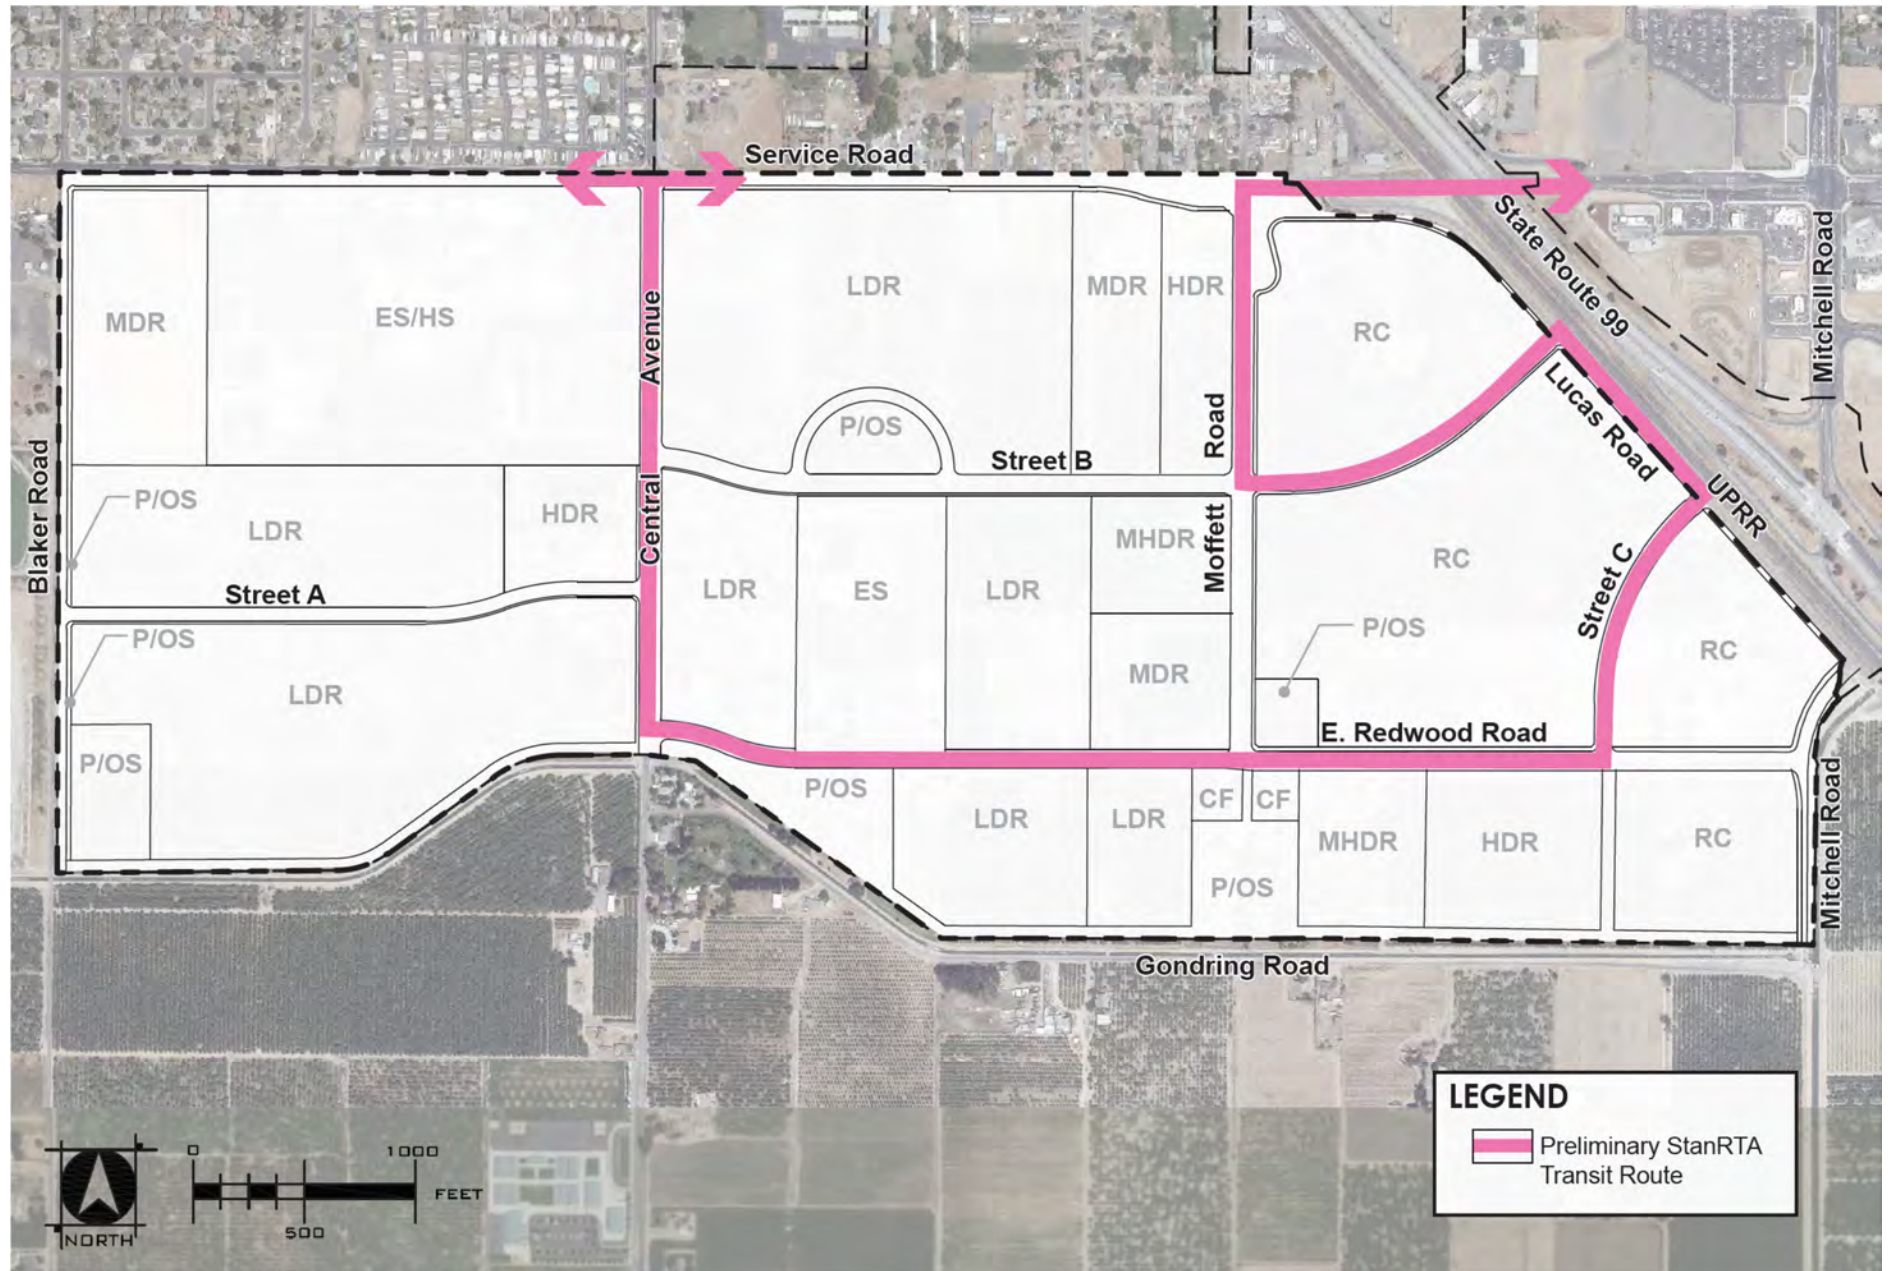 Service Road
State Route 99
Mitchell Road
MDR
ES/HS
Avenue
LDR
MDR
HDR
RC
P/OS
Road
Lucas Road
Street B
Blaker Road
P/OS
LDR
HDR
Central
UPRR
MHDR
Moffett
RC
Street C
LDR
ES
LDR
Street A
P/OS
P/OS
RC
LDR
MDR
E. Redwood Road
P/OS
P/OS
CF
CF
LDR
LDR
MHDR
HDR
RC
Mitchell Road
P/OS
Gondring Road
LEGEND
Preliminary StanRTA
Transit Route
0
1000
FEET
500
NORTH